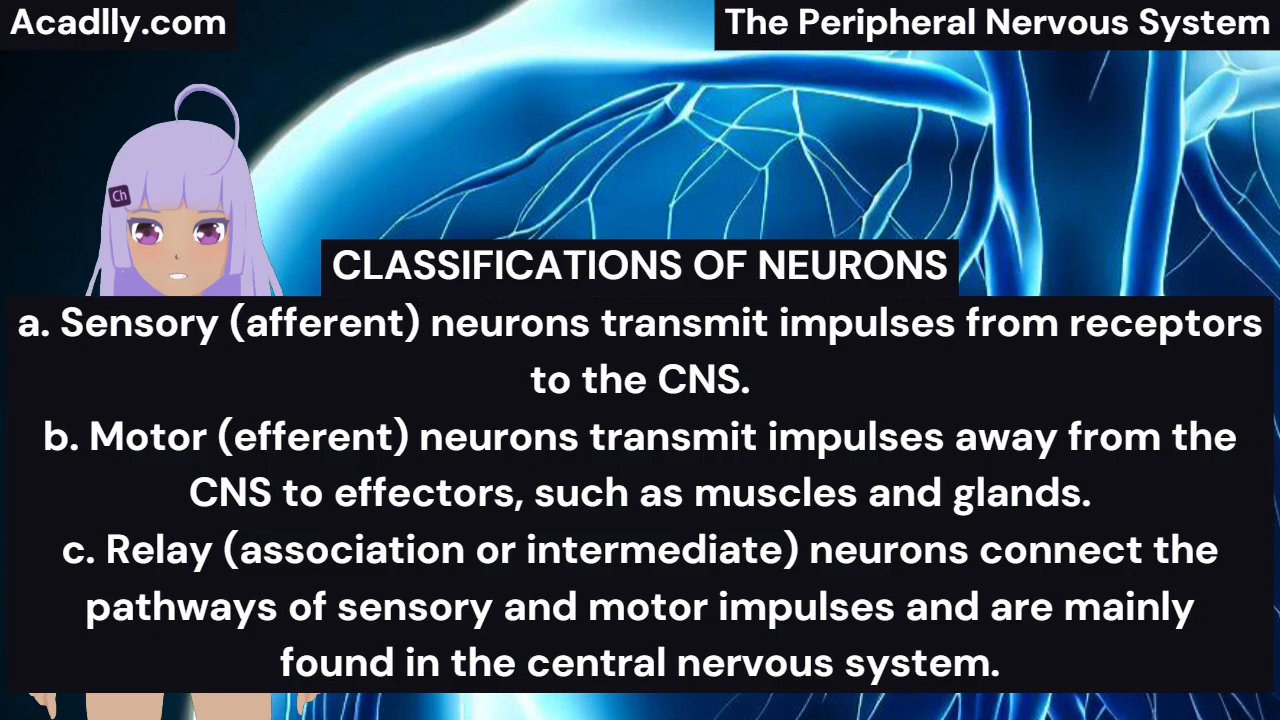 Acadlly.com
The Peripheral Nervous System
Ch
CLASSIFICATIONS OF NEURONS
a. Sensory (afferent) neurons transmit impulses from receptors
to the CNS.
b. Motor (efferent) neurons transmit impulses away from the
CNS to effectors, such as muscles and glands.
c. Relay (association or intermediate) neurons connect the
pathways of sensory and motor impulses and are mainly
found in the central nervous system.